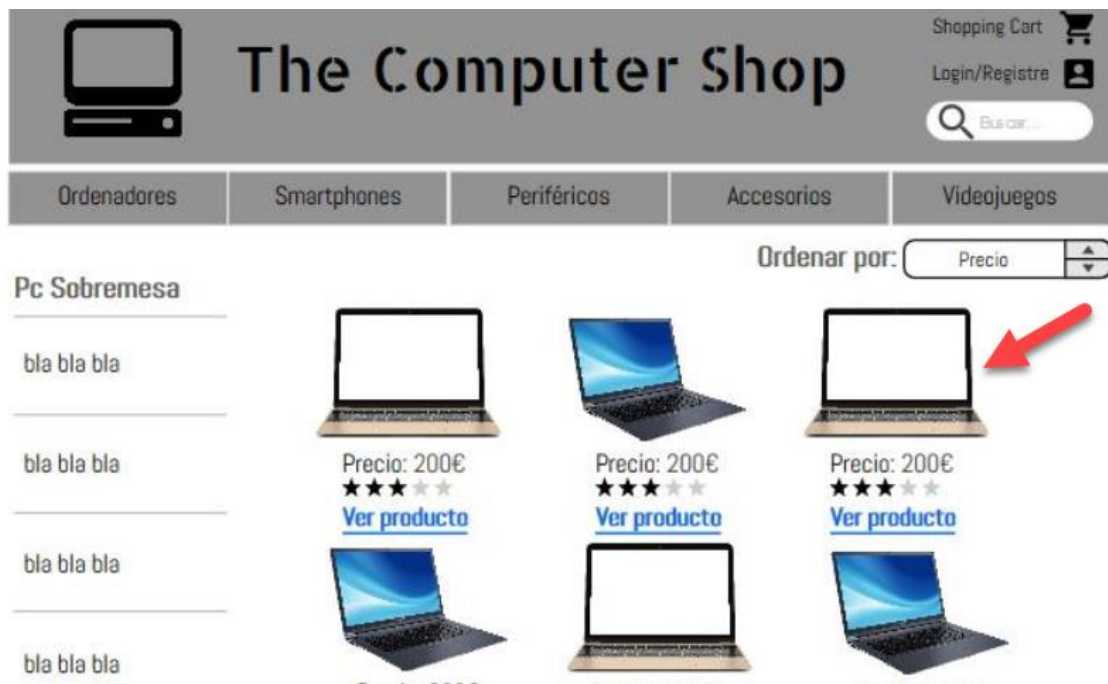 The Computer Shop
Shopping Cart
Login/Registre
Buscar...
Ordenadores Smartphones Periféricos Accesorios Videojuegos
Ordenar por: Precio
Pc Sobremesa
bla bla bla
bla bla bla
bla bla bla
bla bla bla
Precio: 200€ Precio: 200€ Precio: 200€
Ver producto Ver producto Ver producto